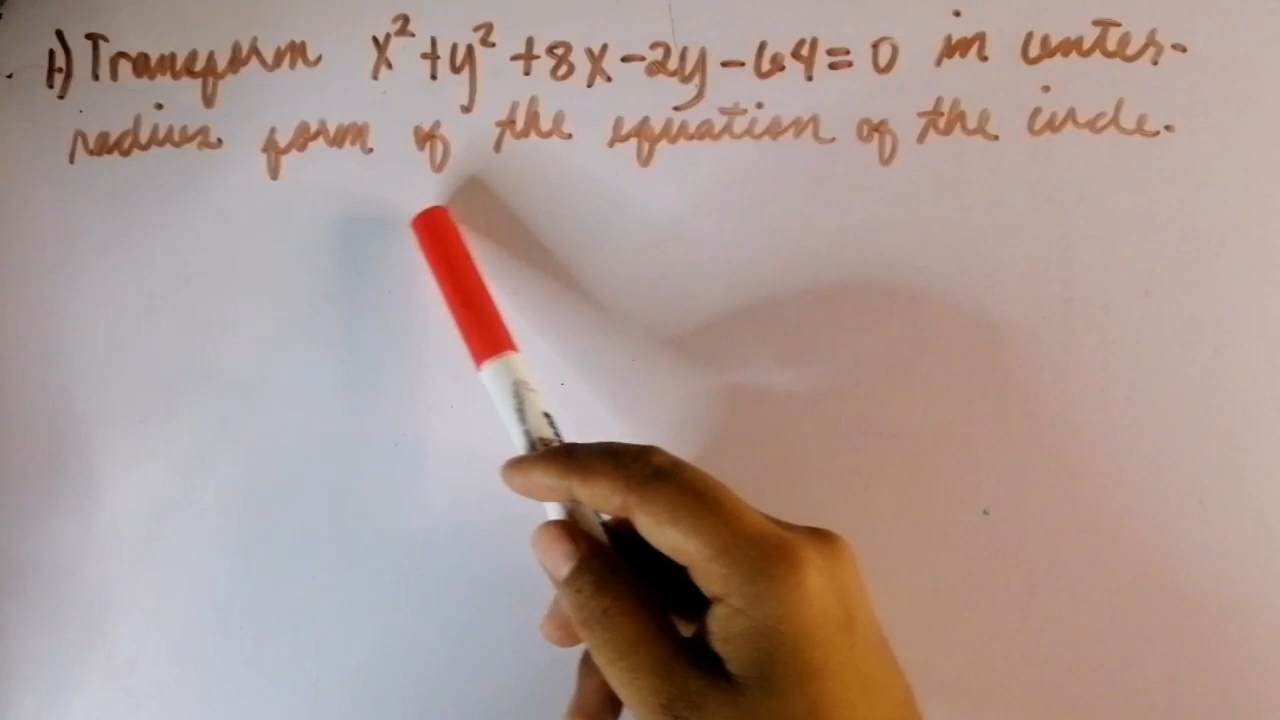 1.) Transform x² + y² + 8x - 2y - 64 = 0 in center-
radius form of the equation of the circle.